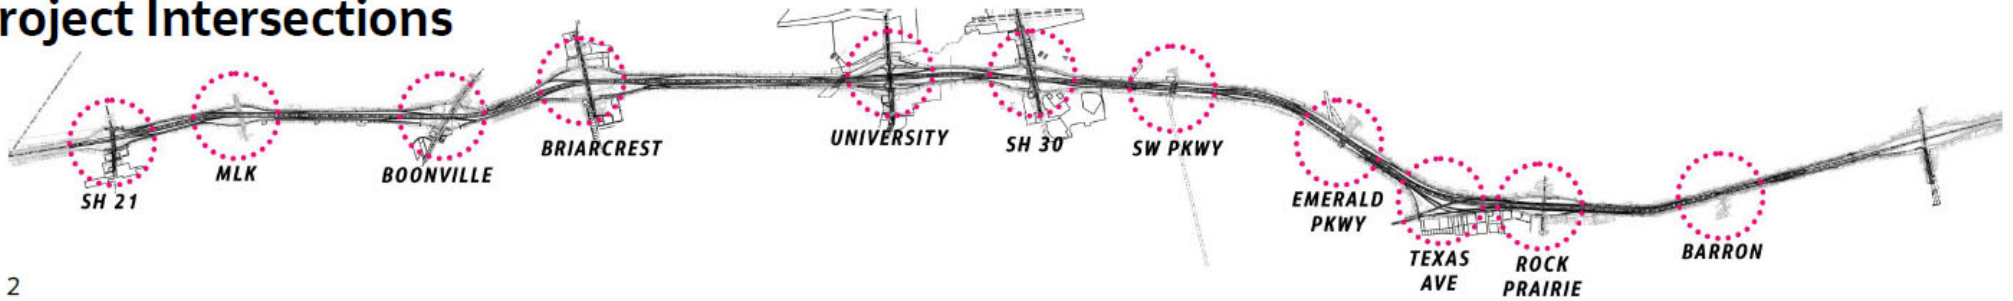 roject Intersections
SH 21
MLK
BOONVILLE
BRIARCREST
UNIVERSITY
SH 30
SW PKWY
EMERALD
PKWY
TEXAS
AVE
ROCK
PRAIRIE
BARRON
2